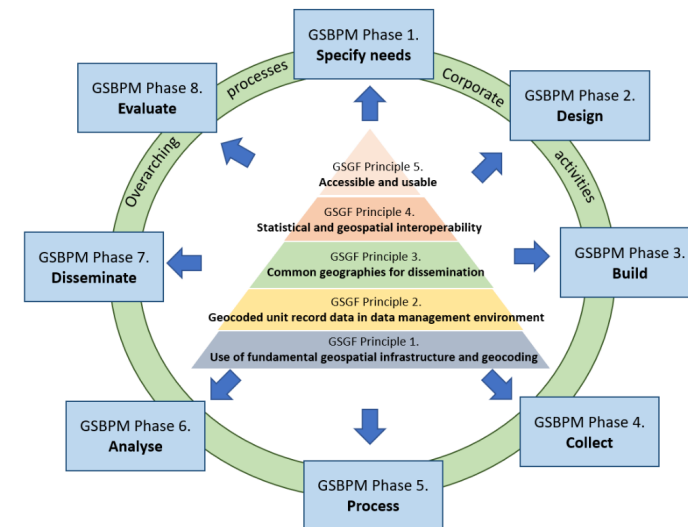 GSBPM Phase 1.
Specify needs
Overarching processes
Corporate activities
GSBPM Phase 8.
Evaluate
GSBPM Phase 2.
Design
GSGF Principle 5.
Accessible and usable
GSGF Principle 4.
Statistical and geospatial interoperability
GSBPM Phase 7.
Disseminate
GSGF Principle 3.
Common geographies for dissemination
GSBPM Phase 3.
Build
GSGF Principle 2.
Geocoded unit record data in data management environment
GSGF Principle 1.
Use of fundamental geospatial infrastructure and geocoding
GSBPM Phase 6.
Analyse
GSBPM Phase 4.
Collect
GSBPM Phase 5.
Process